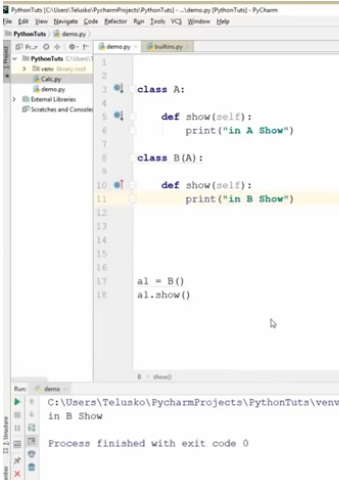 PythonTuts [C:\Users\Telusko\PycharmProjects\PythonTuts] - ...\demo.py [PythonTuts] - PyCharm
File Edit View Navigate Code Refactor Run Tools VCS Window Help
PythonTuts demo.py
demo.py builtins.py
PythonTuts
venv library root
Calc.py
demo.py
External Libraries
Scratches and Consoles
1
2
3 class A:
4
5 def show(self):
6 print("in A Show")
7
8 class B(A):
9
10 def show(self):
11 print("in B Show")
12
13
14
15
16
17 a1 = B()
18 a1.show()
B show()
Run: demo
C:\Users\Telusko\PycharmProjects\PythonTuts\venv
in B Show
Process finished with exit code 0